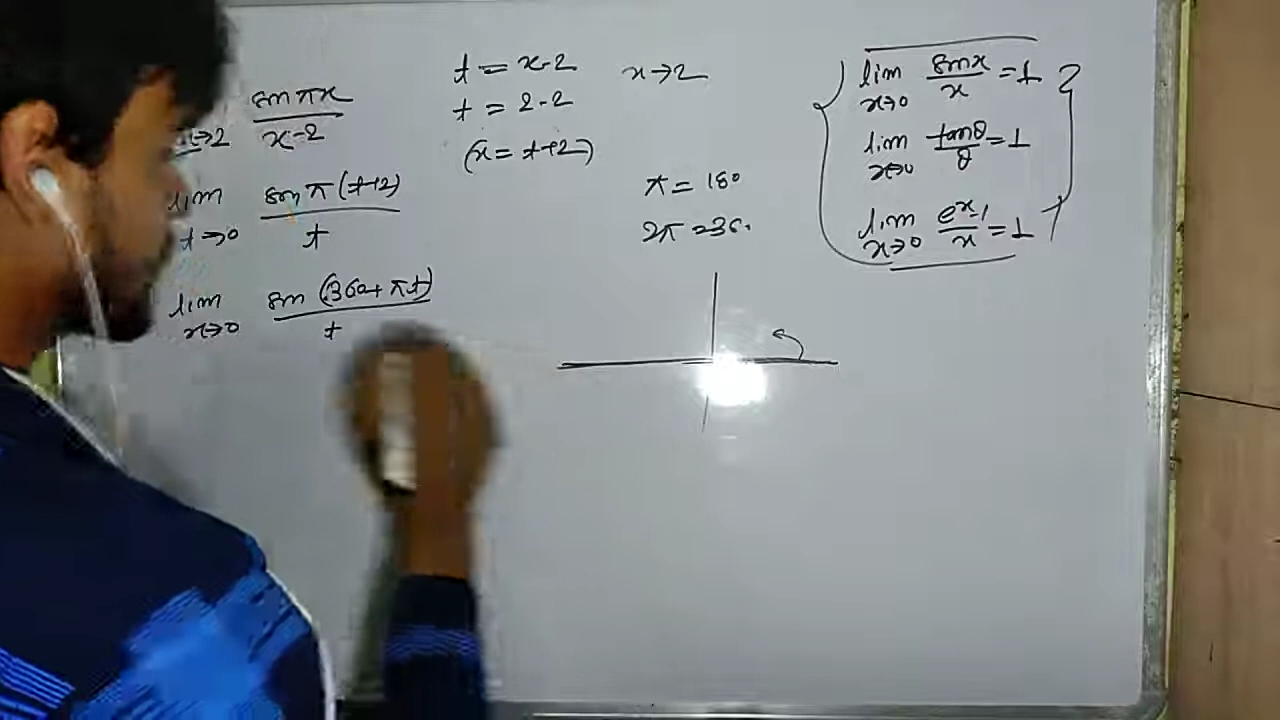 x→2 sin πx / x-2
lim t→0 sin π(t+2) / t
lim x→0 sin (360+πt) / t
t = x-2 x→2
t = 2-2
(x = t+2)
π = 180
2π = 360
lim x→0 sinx / x = 1
lim x→0 tanθ / θ = 1
lim x→0 e^x-1 / x = 1